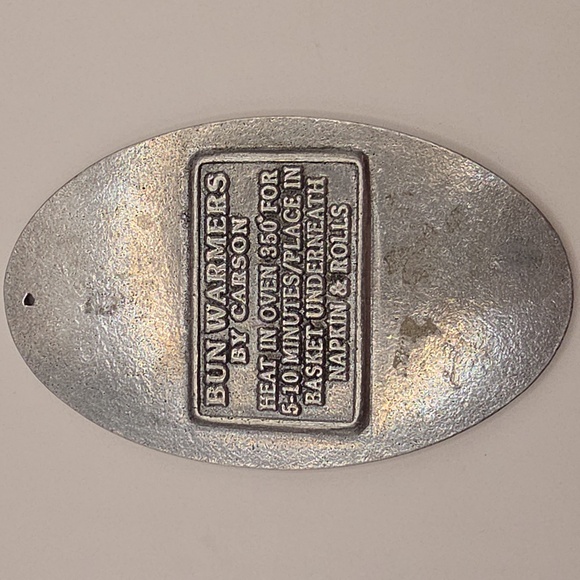 BUN WARMERS
BY CARSON
HEAT IN OVEN 350° FOR
5-10 MINUTES/PLACE IN
BASKET UNDERNEATH
NAPKIN & ROLLS